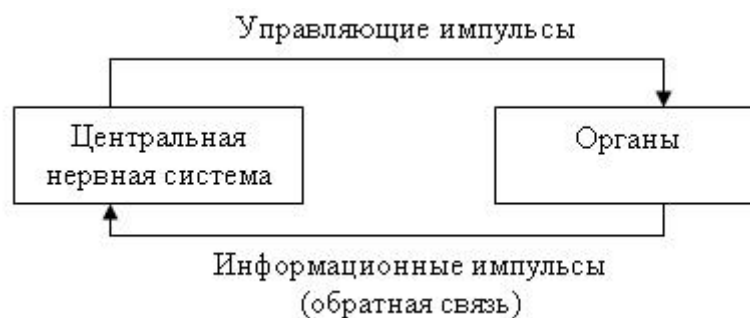 Управляющие импульсы
Центральная
нервная система
Органы
Информационные импульсы
(обратная связь)